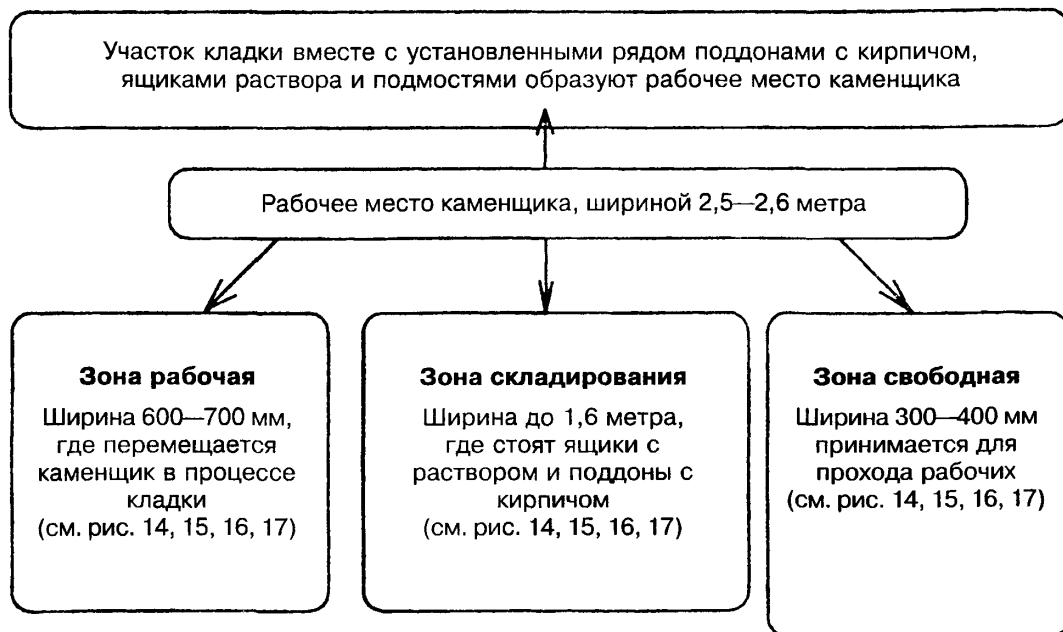 Участок кладки вместе с установленными рядом поддонами с кирпичом,
ящиками раствора и подмостями образуют рабочее место каменщика
Рабочее место каменщика, шириной 2,5—2,6 метра
Зона рабочая
Ширина 600—700 мм,
где перемещается
каменщик в процессе
кладки
(см. рис. 14, 15, 16, 17)
Зона складирования
Ширина до 1,6 метра,
где стоят ящики с
раствором и поддоны с
кирпичом
(см. рис. 14, 15, 16, 17)
Зона свободная
Ширина 300—400 мм
принимается для
прохода рабочих
(см. рис. 14, 15, 16, 17)